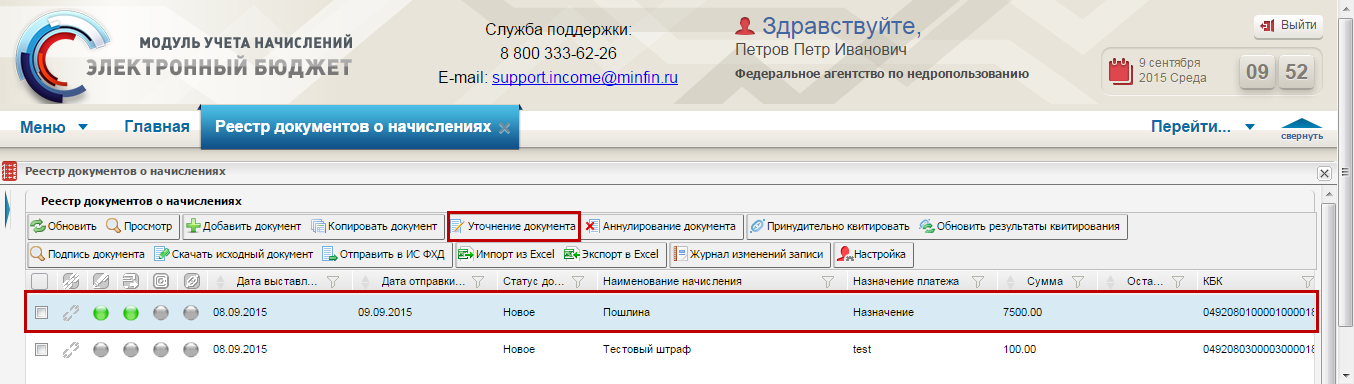 МОДУЛЬ УЧЕТА НАЧИСЛЕНИЙ
ЭЛЕКТРОННЫЙ БЮДЖЕТ
Служба поддержки:
8 800 333-62-26
E-mail: support.income@minfin.ru
Здравствуйте,
Петров Петр Иванович
Федеральное агентство по недропользованию
Выйти
9 сентября
2015 Среда
09 52
Меню Главная Реестр документов о начислениях Перейти...
свернуть
Реестр документов о начислениях
Реестр документов о начислениях
Обновить Просмотр Добавить документ Копировать документ Уточнение документа Аннулирование документа Принудительно квитировать Обновить результаты квитирования
Подпись документа Скачать исходный документ Отправить в ИС ФХД Импорт из Excel Экспорт в Excel Журнал изменений записи Настройка
Дата выставл... Дата отправки... Статус до... Наименование начисления Назначение платежа Сумма Оста... КБК
08.09.2015 09.09.2015 Новое Пошлина Назначение 7500.00 0492080100001000018
08.09.2015 Новое Тестовый штраф test 100.00 0492080300003000018